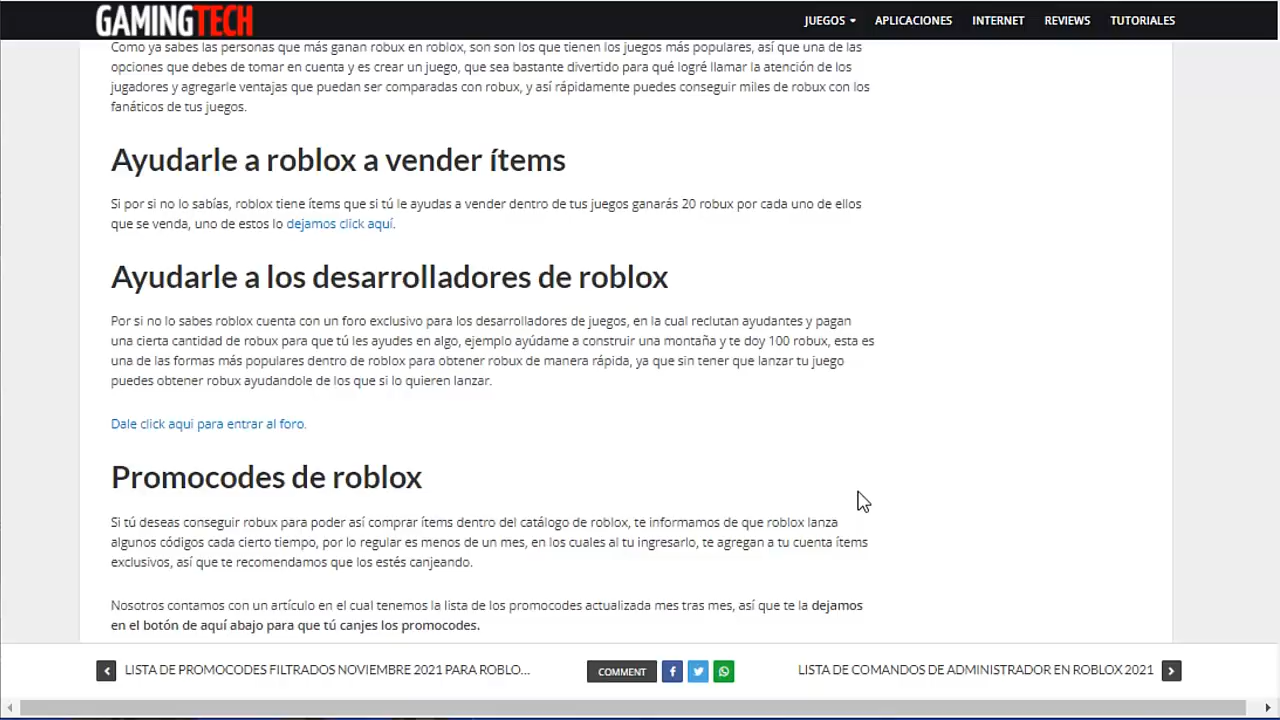 GAMINGTECH
JUEGOS
APLICACIONES
INTERNET
REVIEWS
TUTORIALES
Como ya sabes las personas que más ganan robux en roblox, son son los que tienen los juegos más populares, así que una de las
opciones que debes de tomar en cuenta y es crear un juego, que sea bastante divertido para qué logré llamar la atención de los
jugadores y agregarle ventajas que puedan ser comparadas con robux, y así rápidamente puedes conseguir miles de robux con los
fanáticos de tus juegos.
Ayudarle a roblox a vender ítems
Si por si no lo sabías, roblox tiene ítems que si tú le ayudas a vender dentro de tus juegos ganarás 20 robux por cada uno de ellos
que se venda, uno de estos lo dejamos click aquí.
Ayudarle a los desarrolladores de roblox
Por si no lo sabes roblox cuenta con un foro exclusivo para los desarrolladores de juegos, en la cual reclutan ayudantes y pagan
una cierta cantidad de robux para que tú les ayudes en algo, ejemplo ayúdame a construir una montaña y te doy 100 robux, esta es
una de las formas más populares dentro de roblox para obtener robux de manera rápida, ya que sin tener que lanzar tu juego
puedes obtener robux ayudandole de los que si lo quieren lanzar.
Dale click aqui para entrar al foro.
Promocodes de roblox
Si tú deseas conseguir robux para poder así comprar ítems dentro del catálogo de roblox, te informamos de que roblox lanza
algunos códigos cada cierto tiempo, por lo regular es menos de un mes, en los cuales al tu ingresarlo, te agregan a tu cuenta ítems
exclusivos, así que te recomendamos que los estés canjeando.
Nosotros contamos con un artículo en el cual tenemos la lista de los promocodes actualizada mes tras mes, así que te la dejamos
en el botón de aquí abajo para que tú canjes los promocodes.
LISTA DE PROMOCODES FILTRADOS NOVIEMBRE 2021 PARA ROBLO...
COMMENT
LISTA DE COMANDOS DE ADMINISTRADOR EN ROBLOX 2021